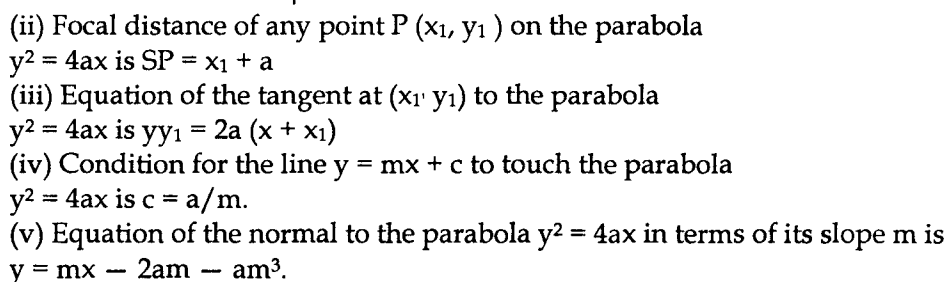 (ii) Focal distance of any point P (x₁, y₁ ) on the parabola
y² = 4ax is SP = x₁ + a
(iii) Equation of the tangent at (x₁' y₁) to the parabola
y² = 4ax is yy₁ = 2a (x + x₁)
(iv) Condition for the line y = mx + c to touch the parabola
y² = 4ax is c = a/m.
(v) Equation of the normal to the parabola y² = 4ax in terms of its slope m is
y = mx − 2am − am³.